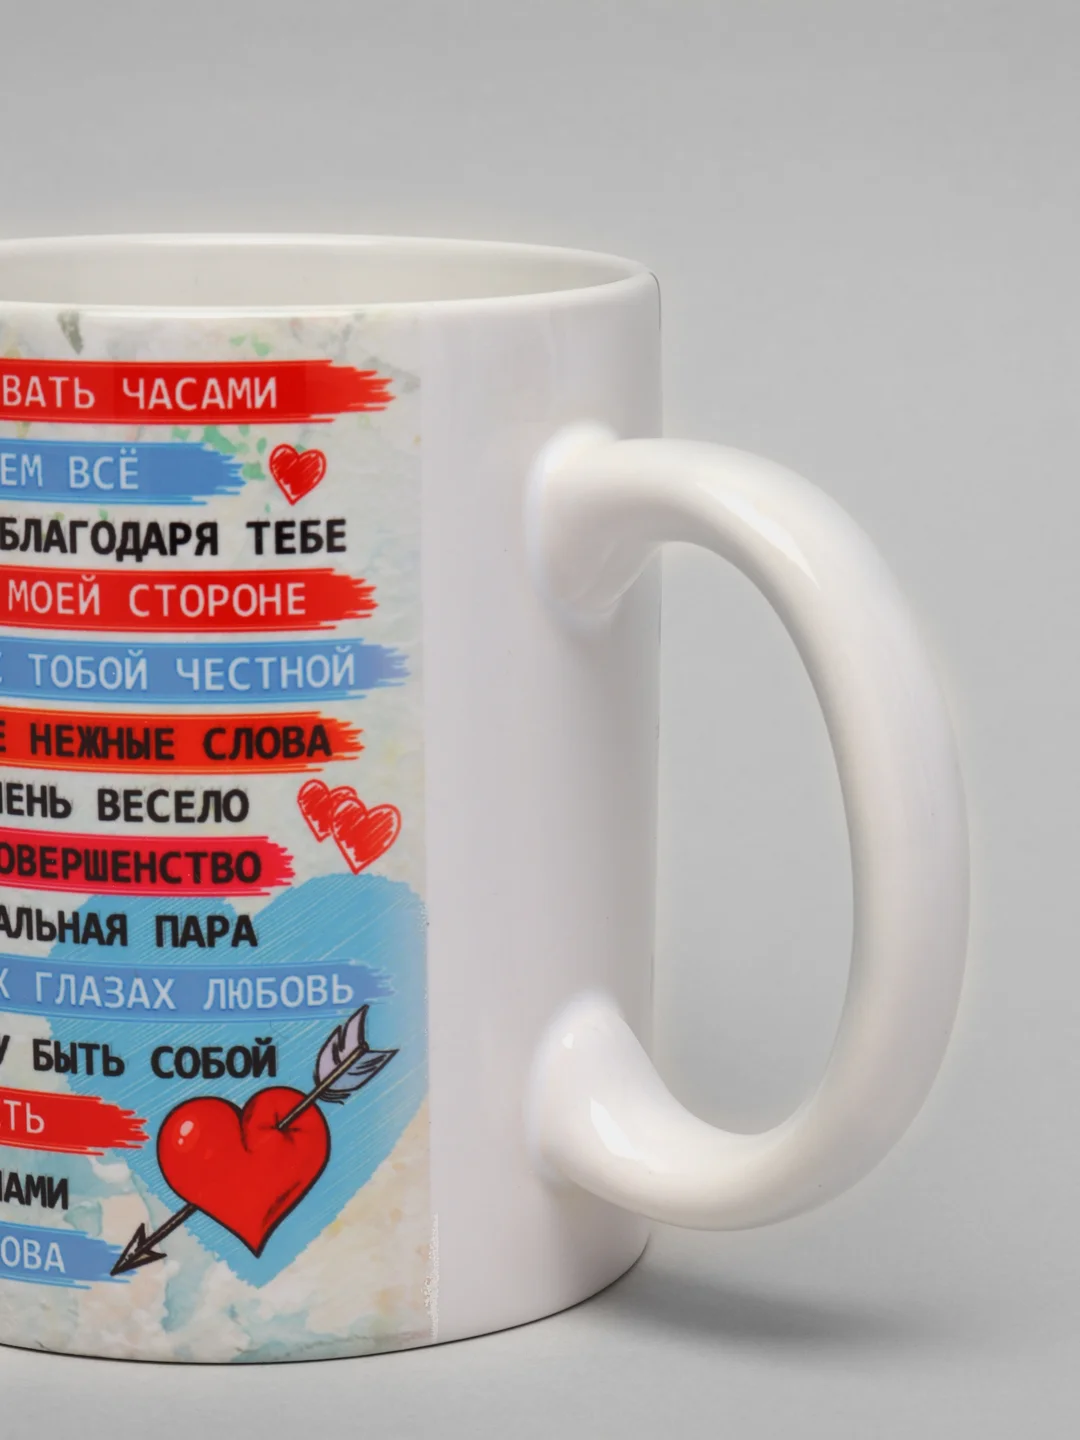 ВАТЬ ЧАСАМИ
ЕМ ВСЁ
БЛАГОДАРЯ ТЕБЕ
МОЕЙ СТОРОНЕ
С ТОБОЙ ЧЕСТНОЙ
Е НЕЖНЫЕ СЛОВА
ЕНЬ ВЕСЕЛО
ОВЕРШЕНСТВО
АЛЬНАЯ ПАРА
Х ГЛАЗАХ ЛЮБОВЬ
У БЫТЬ СОБОЙ
СТЬ
АМИ
ОВА